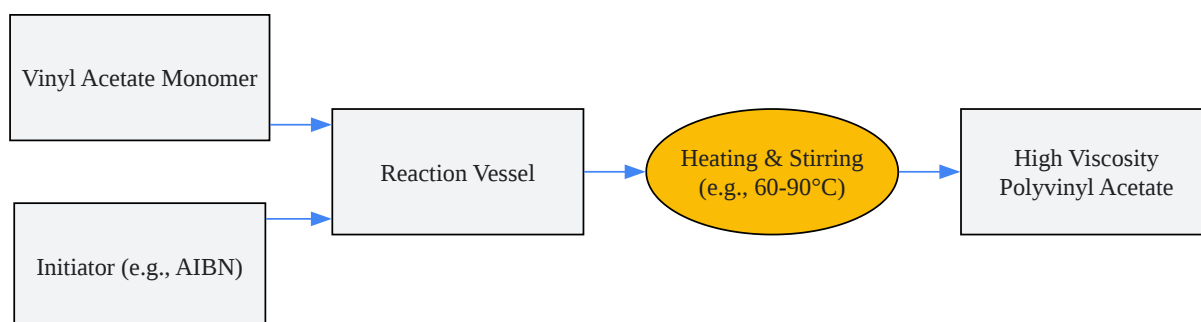 Vinyl Acetate Monomer
Initiator (e.g., AIBN)
Reaction Vessel
Heating & Stirring
(e.g., 60-90°C)
High Viscosity
Polyvinyl Acetate